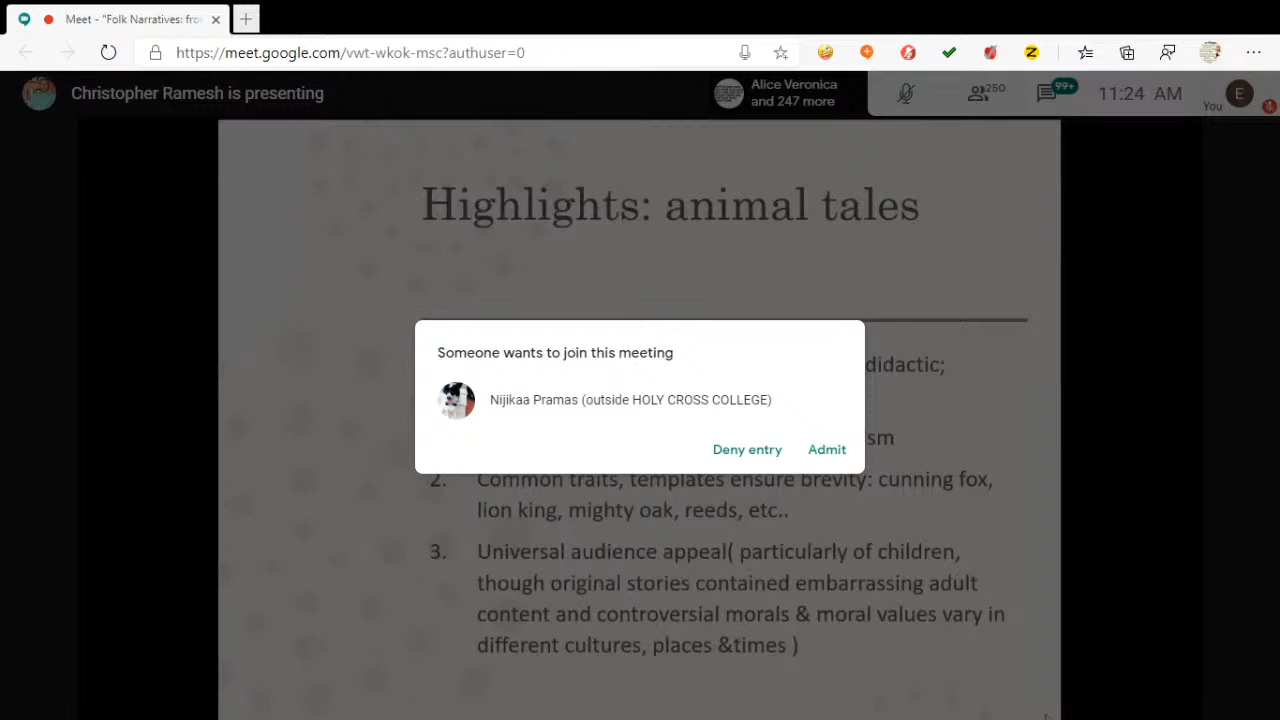 Meet - "Folk Narratives: fro
https://meet.google.com/vwt-wkok-msc?authuser=0
Christopher Ramesh is presenting
Alice Veronica
and 247 more
250
99+
11:24 AM
You
E
Highlights: animal tales
didactic;
Someone wants to join this meeting
Nijikaa Pramas (outside HOLY CROSS COLLEGE)
Deny entry
Admit
ism
2. Common traits, templates ensure brevity: cunning fox,
lion king, mighty oak, reeds, etc..
3. Universal audience appeal( particularly of children,
though original stories contained embarrassing adult
content and controversial morals & moral values vary in
different cultures, places &times )